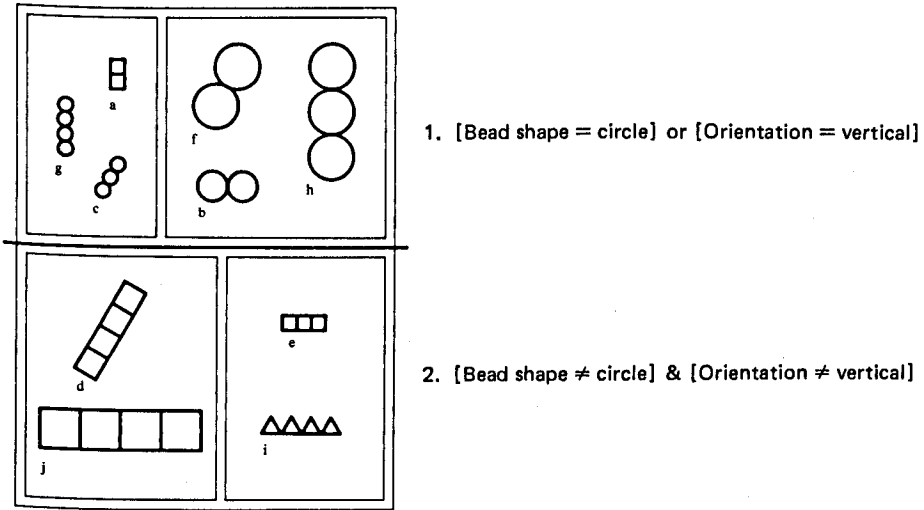 a
g
c
f
b
h
1. [Bead shape = circle] or [Orientation = vertical]
d
j
e
i
2. [Bead shape ≠ circle] & [Orientation ≠ vertical]